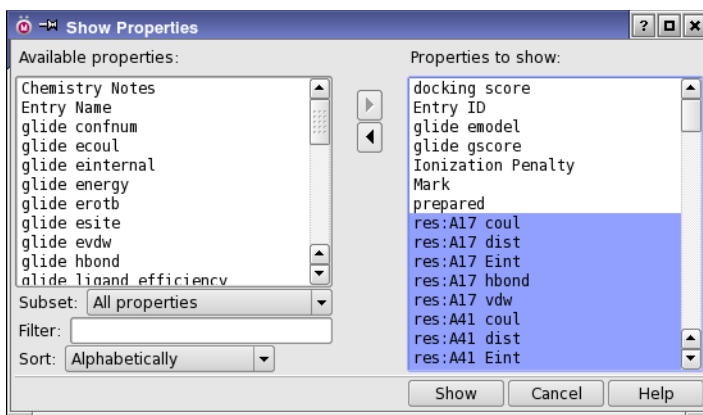 Show Properties
Available properties:
Chemistry Notes
Entry Name
glide confnum
glide ecoul
glide einternal
glide energy
glide erotb
glide esite
glide evdw
glide hbond
glide ligand efficiency
Subset: All properties
Filter:
Sort: Alphabetically
Properties to show:
docking score
Entry ID
glide emodel
glide gscore
Ionization Penalty
Mark
prepared
res:A17 coul
res:A17 dist
res:A17 Eint
res:A17 hbond
res:A17 vdw
res:A41 coul
res:A41 dist
res:A41 Eint
Show Cancel Help